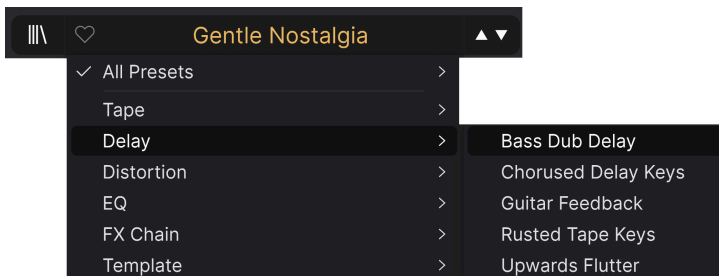 Gentle Nostalgia
All Presets
Tape
Delay
Distortion
EQ
FX Chain
Template
Bass Dub Delay
Chorused Delay Keys
Guitar Feedback
Rusted Tape Keys
Upwards Flutter